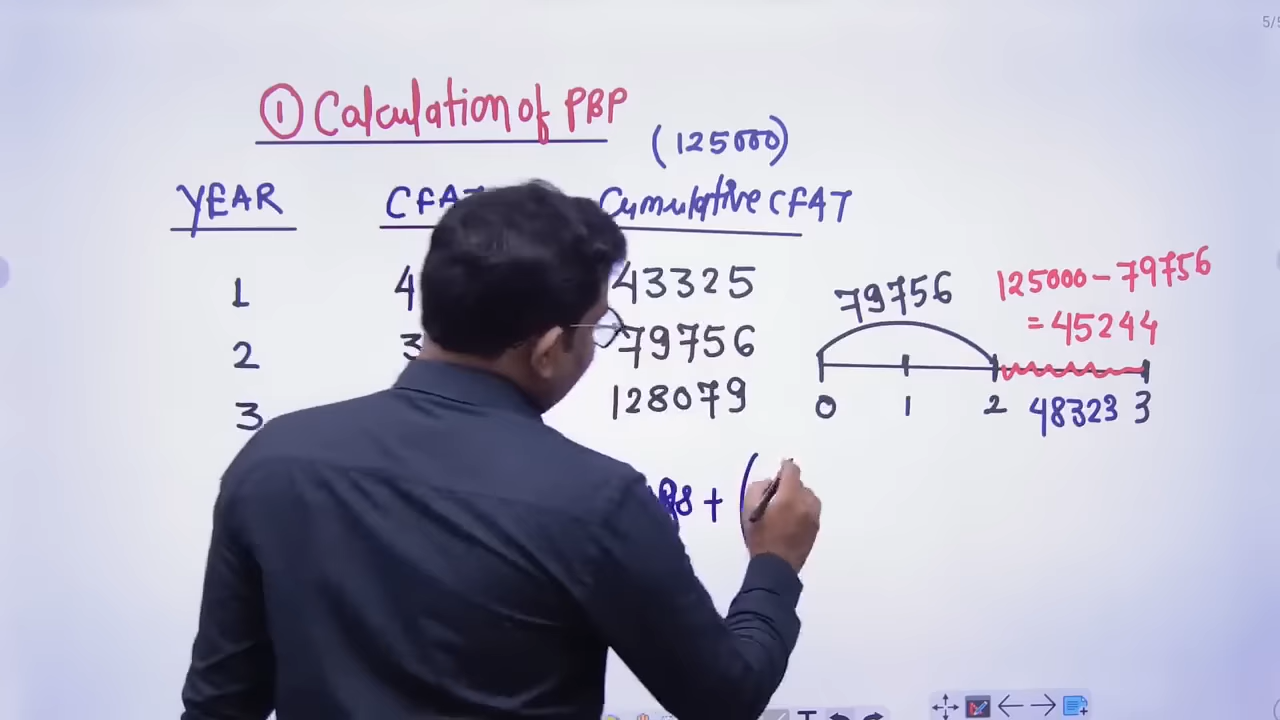 5/5
① Calculation of PBP
(125000)
YEAR CFAT Cumulative CFAT
1 4 43325
2 3 79756
3 128079
79756
125000 - 79756
= 45244
0 1 2 48323 3
+ (